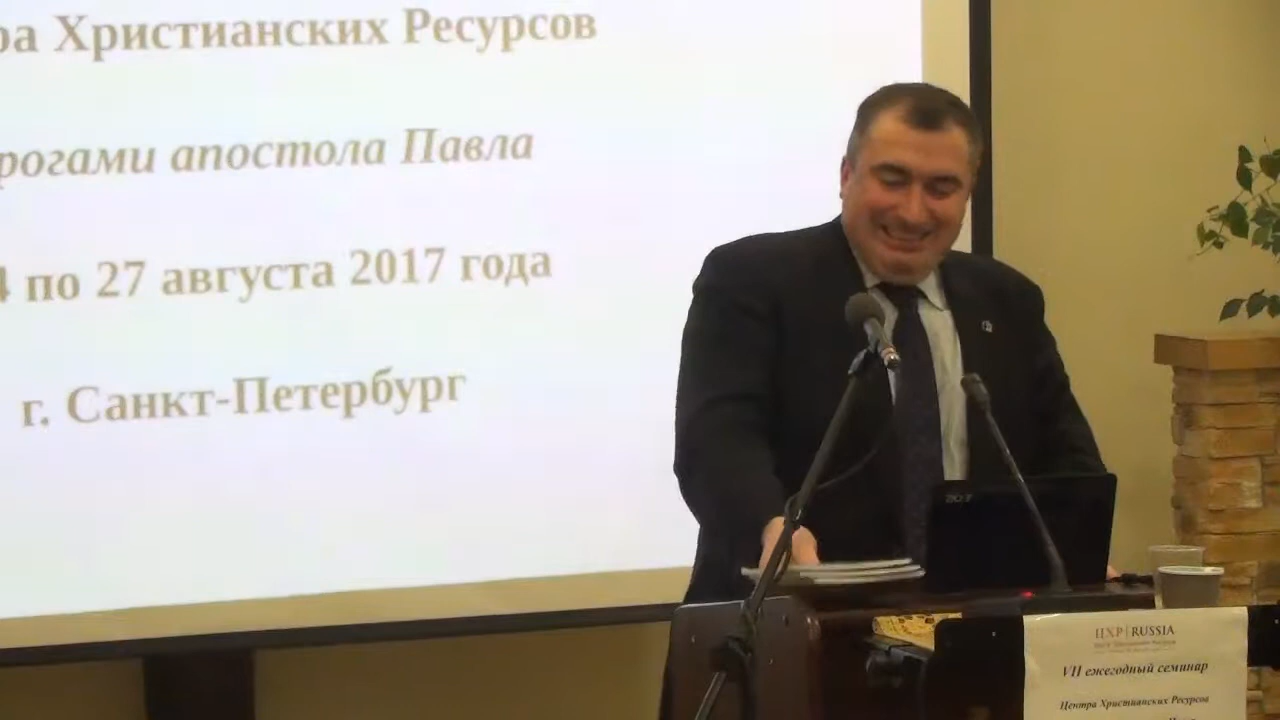 ра Христианских Ресурсов
рогами апостола Павла
4 по 27 августа 2017 года
г. Санкт-Петербург
acer
ЦХР|RUSSIA
VII ежегодный семинар
Центра Христианских Ресурсов